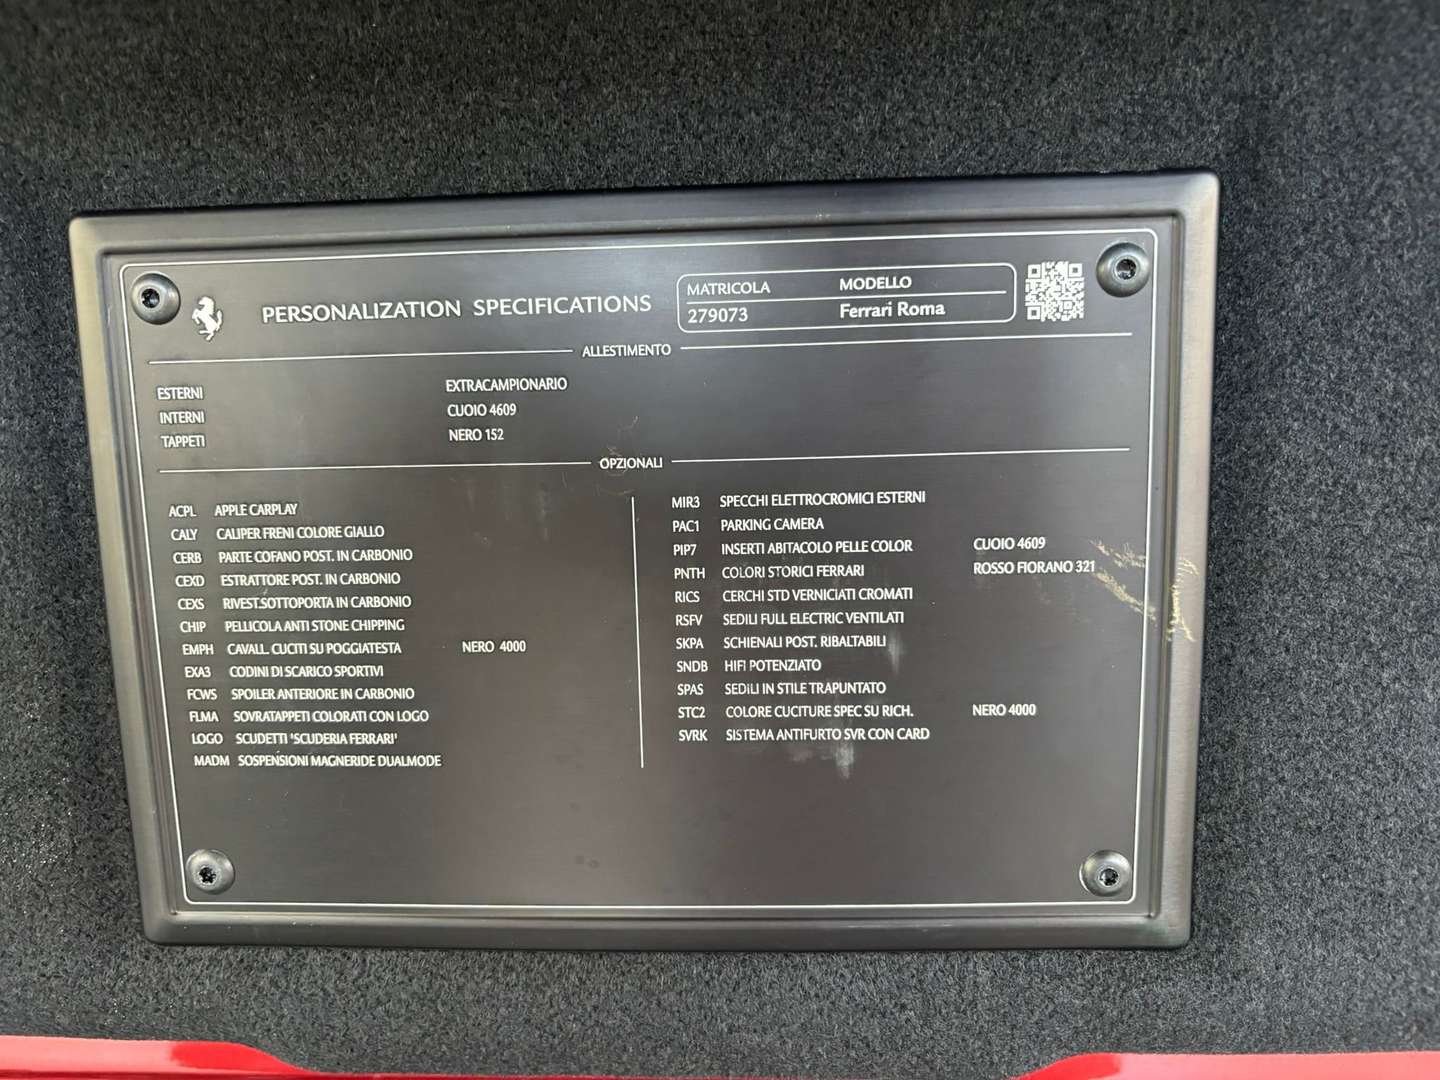 PERSONALIZATION SPECIFICATIONS
MATRICOLA MODELLO
279073 Ferrari Roma
ALLESTIMENTO
ESTERNI EXTRACAMPIONARIO
INTERNI CUOIO 4609
TAPPETI NERO 152
OPZIONALI
ACPL APPLE CARPLAY
CALY CALIPER FRENI COLORE GIALLO
CERB PARTE COFANO POST. IN CARBONIO
CEXD ESTRATTORE POST. IN CARBONIO
CEXS RIVEST.SOTTOPORTA IN CARBONIO
CHIP PELLICOLA ANTI STONE CHIPPING
EMPH CAVALL. CUCITI SU POGGIATESTA NERO 4000
EXA3 CODINI DI SCARICO SPORTIVI
FCWS SPOILER ANTERIORE IN CARBONIO
FLMA SOVRATAPPETI COLORATI CON LOGO
LOGO SCUDETTI 'SCUDERIA FERRARI'
MADM SOSPENSIONI MAGNERIDE DUALMODE
MIR3 SPECCHI ELETTROCROMICI ESTERNI
PAC1 PARKING CAMERA
PIP7 INSERTI ABITACOLO PELLE COLOR CUOIO 4609
PNTH COLORI STORICI FERRARI ROSSO FIORANO 321
RICS CERCHI STD VERNICIATI CROMATI
RSFV SEDILI FULL ELECTRIC VENTILATI
SKPA SCHIENALI POST. RIBALTABILI
SNDB HIFI POTENZIATO
SPAS SEDILI IN STILE TRAPUNTATO
STC2 COLORE CUCITURE SPEC SU RICH. NERO 4000
SVRK SISTEMA ANTIFURTO SVR CON CARD